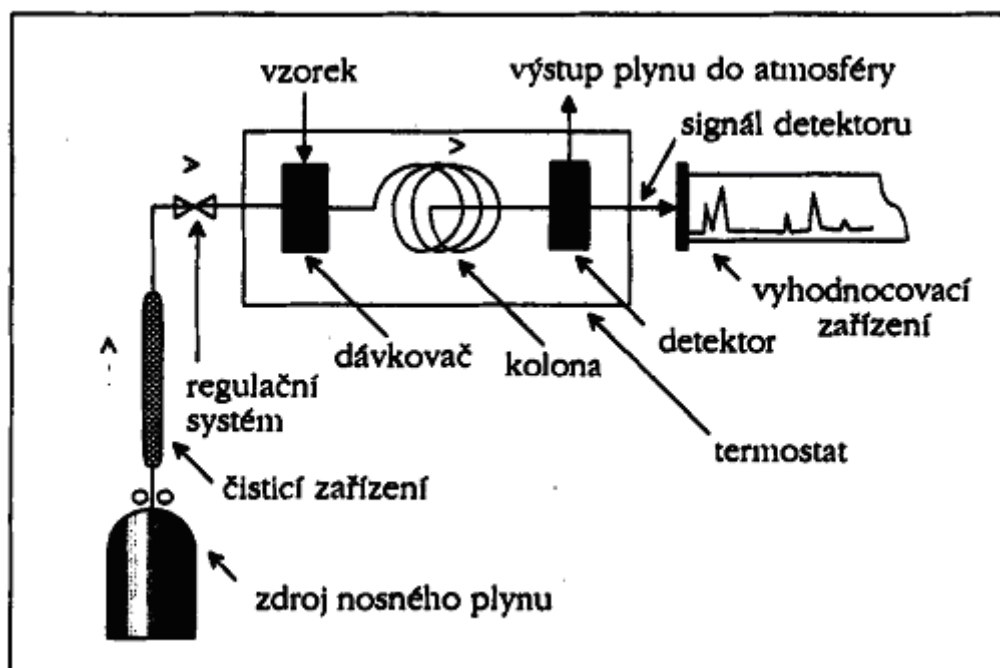 vzorek
výstup plynu do atmosféry
signál detektoru
vyhodnocovací
zařízení
detektor
dávkovač
kolona
regulační
systém
termostat
čisticí zařízení
zdroj nosného plynu